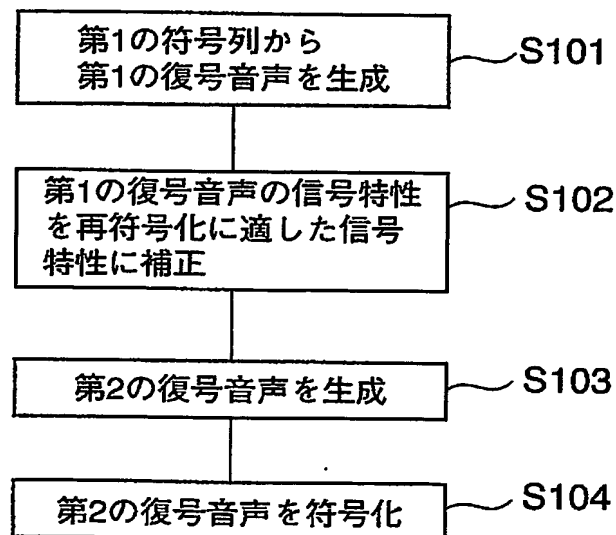 第1の符号列から
第1の復号音声を生成
S101
第1の復号音声の信号特性
を再符号化に適した信号
特性に補正
S102
第2の復号音声を生成
S103
第2の復号音声を符号化
S104